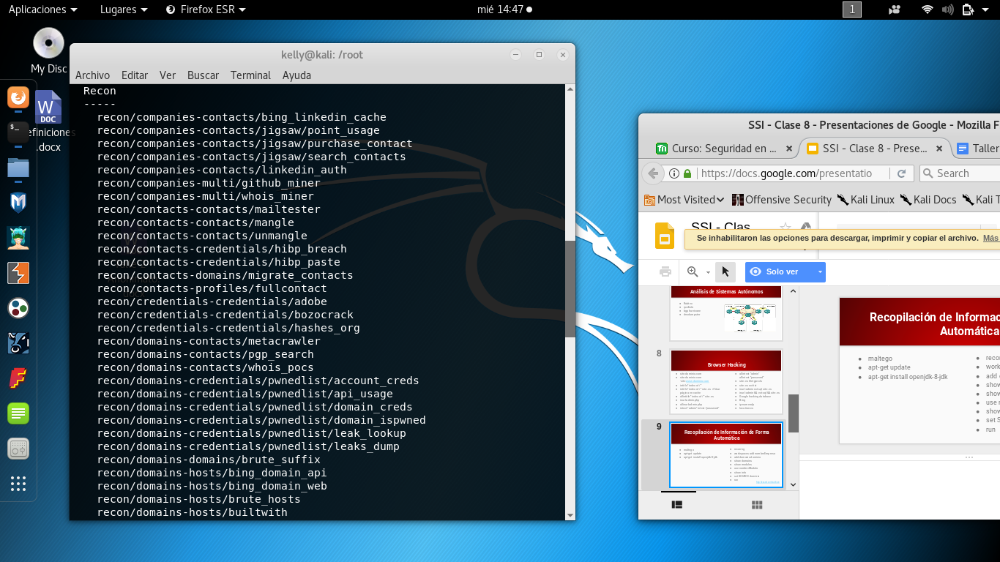 Aplicaciones
Lugares
Firefox ESR
mié 14:47
1
My Disc
W
DOC
efiniciones
.docx
kelly@kali: /root
Archivo Editar Ver Buscar Terminal Ayuda
Recon
-----
recon/companies-contacts/bing_linkedin_cache
recon/companies-contacts/jigsaw/point_usage
recon/companies-contacts/jigsaw/purchase_contact
recon/companies-contacts/jigsaw/search_contacts
recon/companies-contacts/linkedin_auth
recon/companies-multi/github_miner
recon/companies-multi/whois_miner
recon/contacts-contacts/mailtester
recon/contacts-contacts/mangle
recon/contacts-contacts/unmangle
recon/contacts-credentials/hibp_breach
recon/contacts-credentials/hibp_paste
recon/contacts-domains/migrate_contacts
recon/contacts-profiles/fullcontact
recon/credentials-credentials/adobe
recon/credentials-credentials/bozocrack
recon/credentials-credentials/hashes_org
recon/domains-contacts/metacrawler
recon/domains-contacts/pgp_search
recon/domains-contacts/whois_pocs
recon/domains-credentials/pwnedlist/account_creds
recon/domains-credentials/pwnedlist/api_usage
recon/domains-credentials/pwnedlist/domain_creds
recon/domains-credentials/pwnedlist/domain_ispwned
recon/domains-credentials/pwnedlist/leak_lookup
recon/domains-credentials/pwnedlist/leaks_dump
recon/domains-domains/brute_suffix
recon/domains-hosts/bing_domain_api
recon/domains-hosts/bing_domain_web
recon/domains-hosts/brute_hosts
recon/domains-hosts/builtwith
SSI - Clase 8 - Presentaciones de Google - Mozilla F
Curso: Seguridad en ...
SSI - Clase 8 - Prese...
Taller
https://docs.google.com/presentatio
Search
Most Visited
Offensive Security
Kali Linux
Kali Docs
Kali T
SSI - Clas
Se inhabilitaron las opciones para descargar, imprimir y copiar el archivo. Más
Solo ver
Análisis de Sistemas Autónomos
8
Browser Hacking
9
Recopilación de Información de Forma
Automática
Recopilación de Informac
Automática
• maltego
• apt-get update
• apt-get install openjdk-8-jdk
• reco
• work
• add
• show
• show
• use
• show
• set S
• run